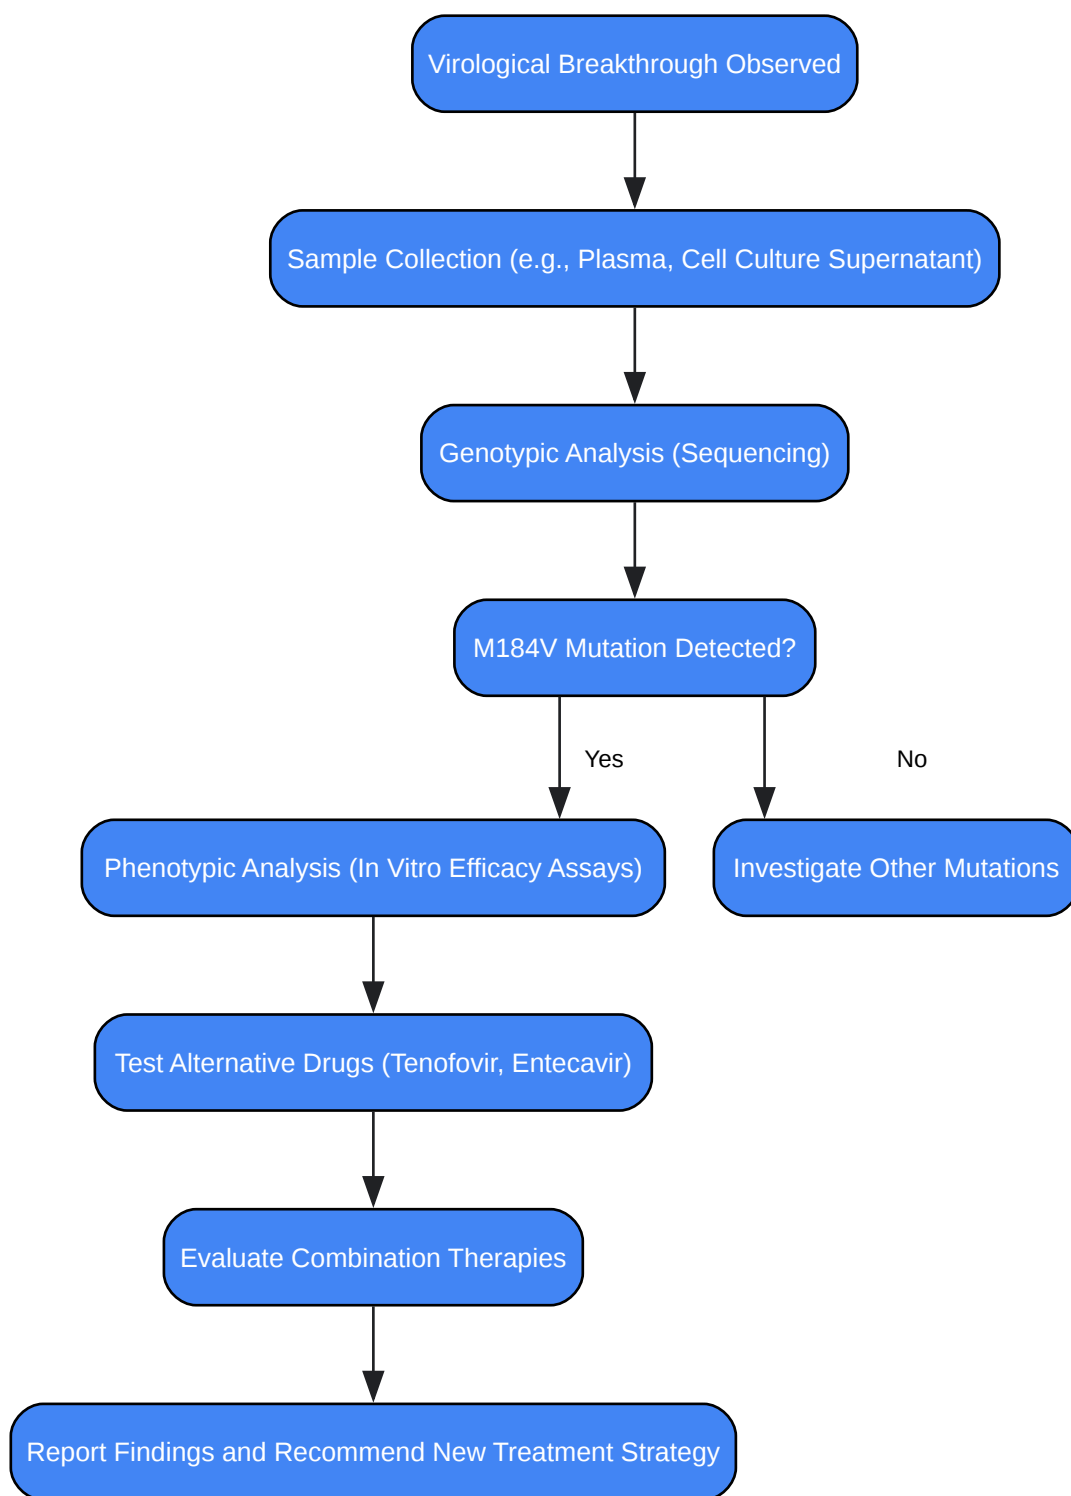 Virological Breakthrough Observed
Sample Collection (e.g., Plasma, Cell Culture Supernatant)
Genotypic Analysis (Sequencing)
M184V Mutation Detected?
Yes
No
Phenotypic Analysis (In Vitro Efficacy Assays)
Investigate Other Mutations
Test Alternative Drugs (Tenofovir, Entecavir)
Evaluate Combination Therapies
Report Findings and Recommend New Treatment Strategy